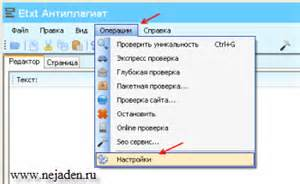 Etxt Антиплагиат
Файл Правка Вид Операции Справка
Проверить уникальность Ctrl+G
Экспресс проверка
Глубокая проверка
Пакетная проверка...
Проверка сайта...
Остановить
Online проверка
Seo сервис...
Настройки
Редактор Страница
Текст:
www.nejaden.ru